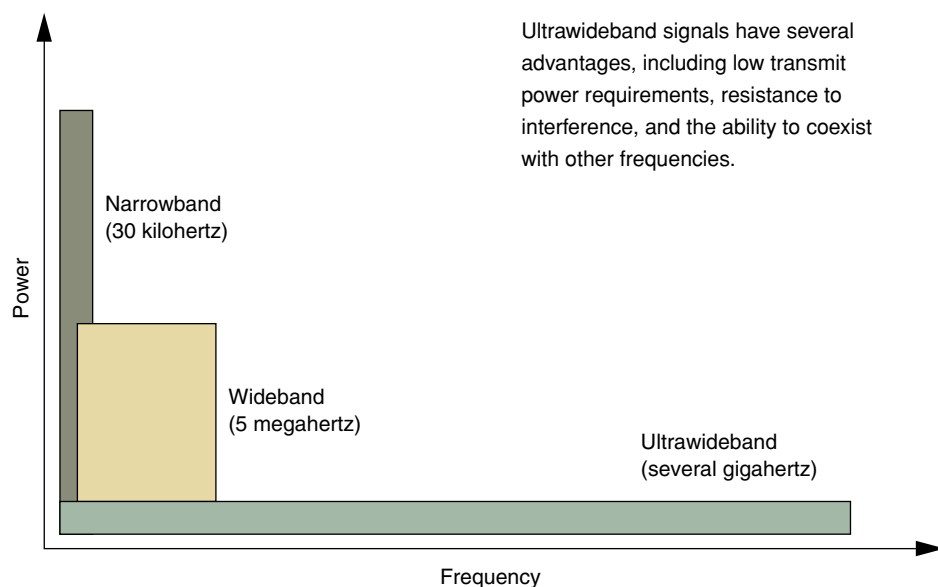 Ultrawideband signals have several
advantages, including low transmit
power requirements, resistance to
interference, and the ability to coexist
with other frequencies.
Narrowband
(30 kilohertz)
Power
Wideband
(5 megahertz)
Ultrawideband
(several gigahertz)
Frequency